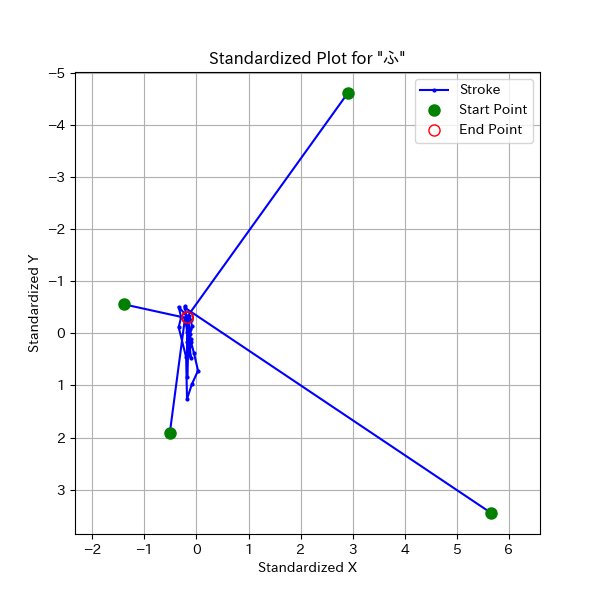 Standardized Plot for "ふ"
Stroke
Start Point
End Point
Standardized Y
−5
−4
−3
−2
−1
0
1
2
3
−2 −1 0 1 2 3 4 5 6
Standardized X